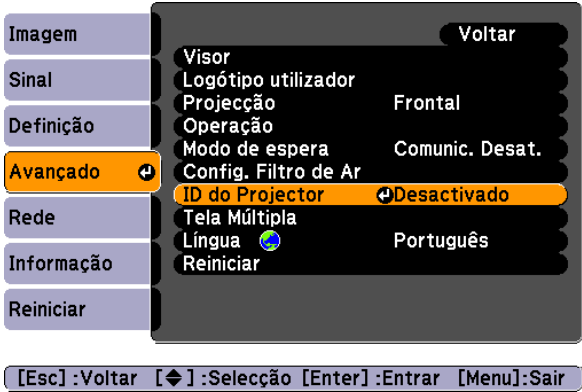 Imagem
Sinal
Definição
Avançado
Rede
Informação
Reiniciar
Voltar
Visor
Logótipo utilizador
Projecção Frontal
Operação
Modo de espera Comunic. Desat.
Config. Filtro de Ar
ID do Projector Desactivado
Tela Múltipla
Língua Português
Reiniciar
[Esc] :Voltar [◆] :Selecção [Enter] :Entrar [Menu]:Sair